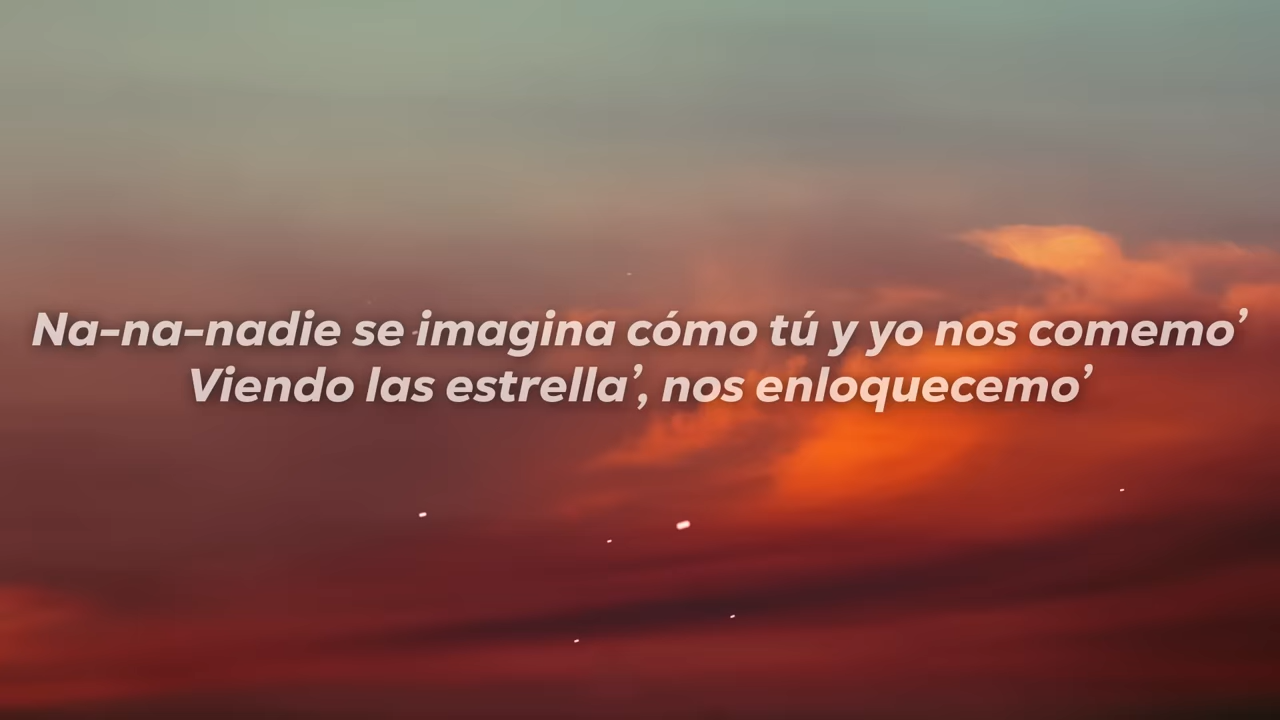 Na-na-nadie se imagina cómo tú y yo nos comemo’
Viendo las estrella’, nos enloquecemo’